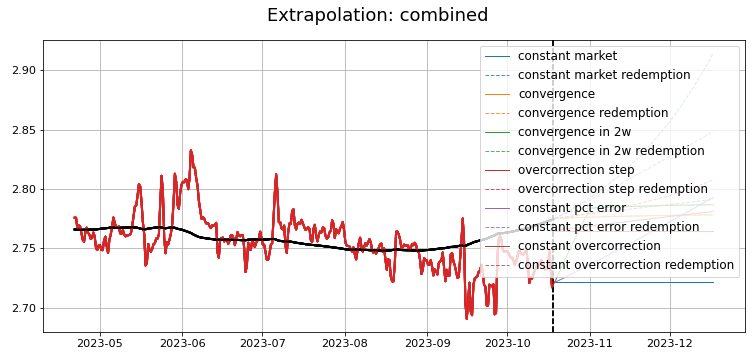 Extrapolation: combined
2.90
2.85
2.80
2.75
2.70
constant market
constant market redemption
convergence
convergence redemption
convergence in 2w
convergence in 2w redemption
overcorrection step
overcorrection step redemption
constant pct error
constant pct error redemption
constant overcorrection
constant overcorrection redemption
2023-05 2023-06 2023-07 2023-08 2023-09 2023-10 2023-11 2023-12